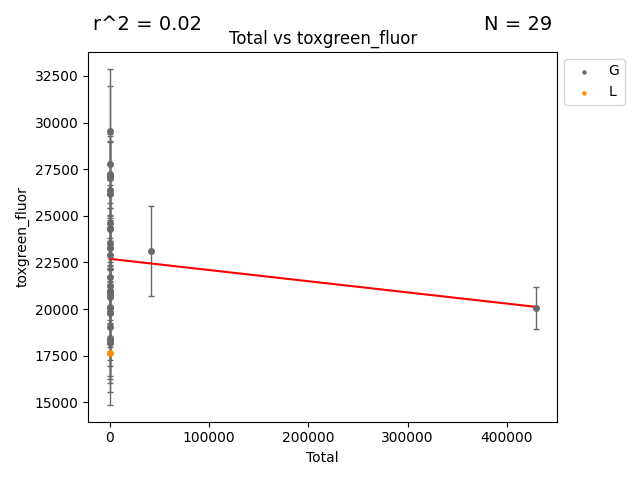 r^2 = 0.02
N = 29
Total vs toxgreen_fluor
G
L
32500
30000
27500
25000
22500
20000
17500
15000
toxgreen_fluor
0
100000
200000
300000
400000
Total